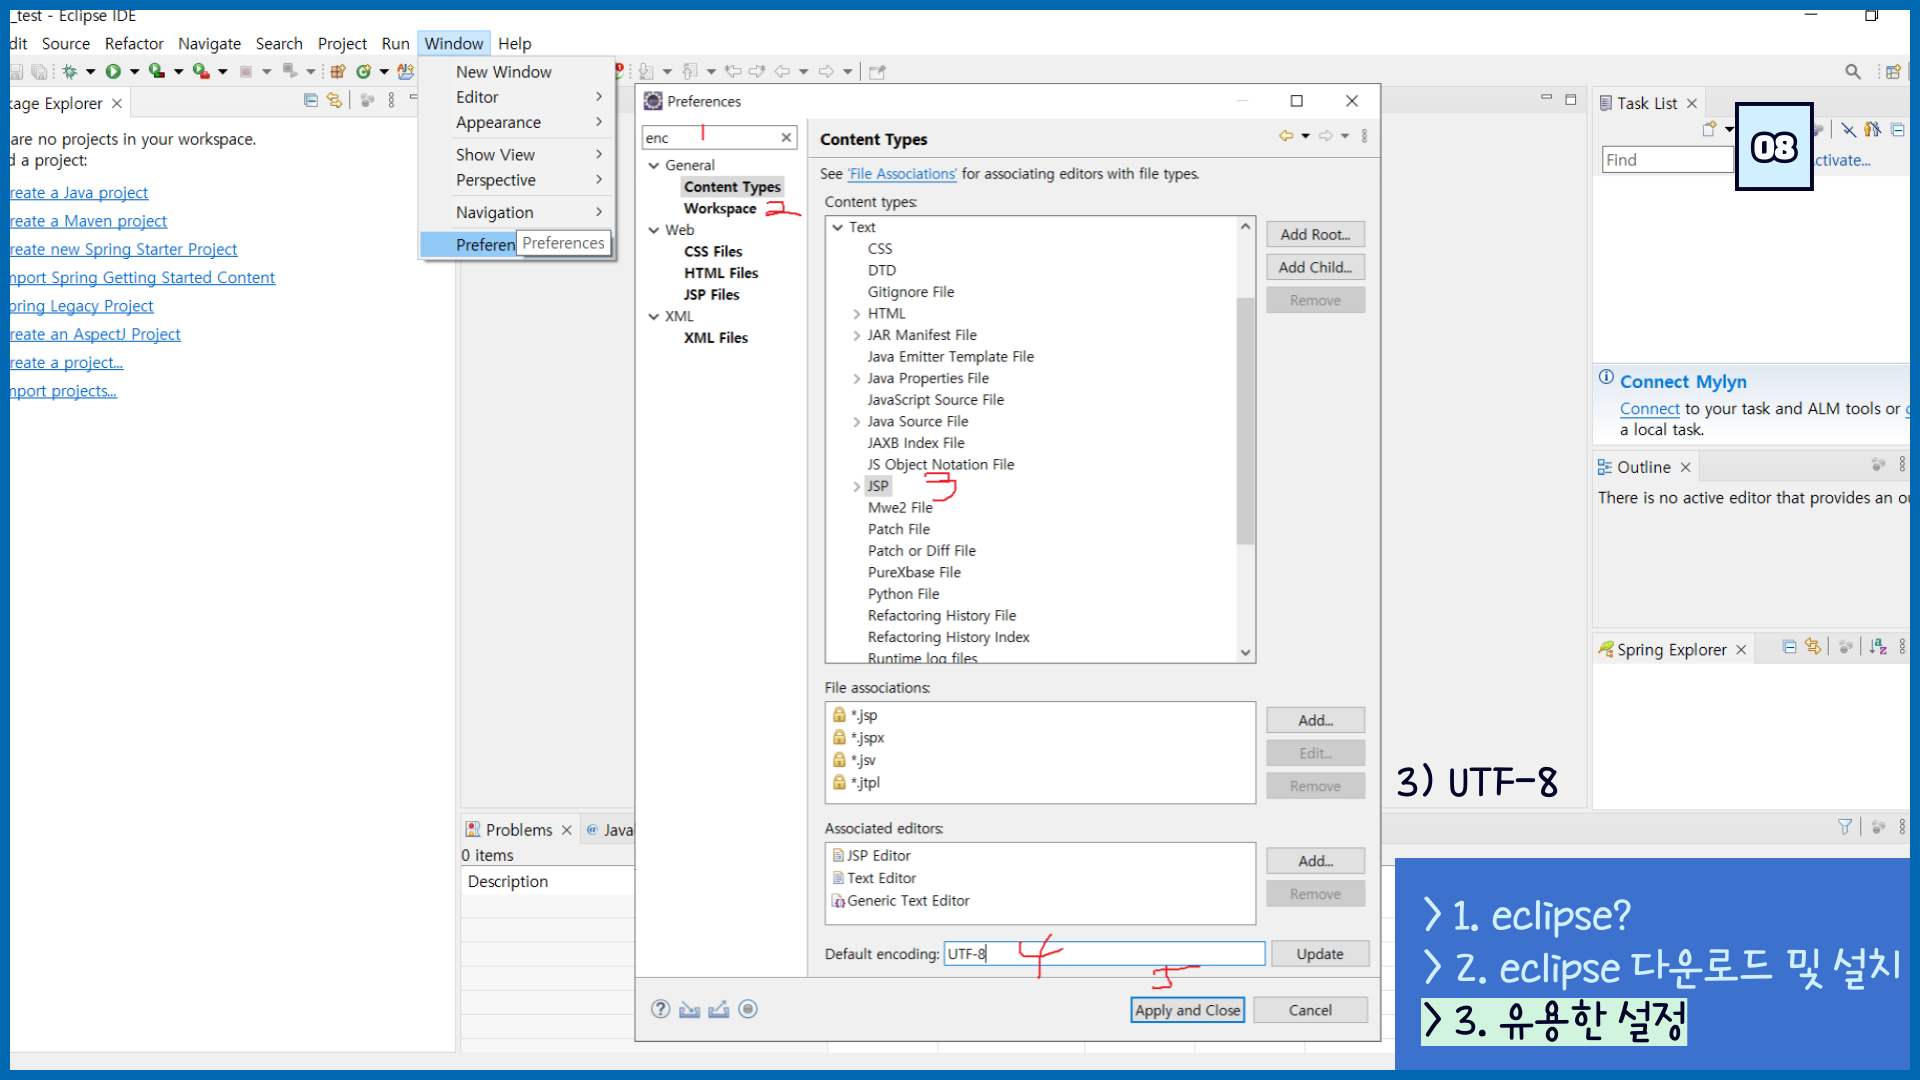 _test - Eclipse IDE
dit Source Refactor Navigate Search Project Run Window Help
kage Explorer
are no projects in your workspace.
d a project:
reate a Java project
reate a Maven project
reate new Spring Starter Project
mport Spring Getting Started Content
pring Legacy Project
reate an AspectJ Project
reate a project...
mport projects...
New Window
Editor
Appearance
Show View
Perspective
Navigation
Preferen
Preferences
Preferences
enc
1
General
Content Types
Workspace
2
Web
CSS Files
HTML Files
JSP Files
XML
XML Files
Content Types
See 'File Associations' for associating editors with file types.
Content types:
Text
CSS
DTD
Gitignore File
HTML
JAR Manifest File
Java Emitter Template File
Java Properties File
JavaScript Source File
Java Source File
JAXB Index File
JS Object Notation File
JSP
3
Mwe2 File
Patch File
Patch or Diff File
PureXbase File
Python File
Refactoring History File
Refactoring History Index
Runtime log files
Add Root...
Add Child...
Remove
File associations:
*.jsp
*.jspx
*.jsv
*.jtpl
Add...
Edit...
Remove
Associated editors:
JSP Editor
Text Editor
Generic Text Editor
Add...
Remove
Default encoding: UTF-8
4
Update
5
Apply and Close
Cancel
Problems
@ Java
0 items
Description
Task List
08
Find
ctivate...
Connect Mylyn
Connect to your task and ALM tools or
a local task.
Outline
There is no active editor that provides an ou
Spring Explorer
3) UTF-8
> 1. eclipse?
> 2. eclipse 다운로드 및 설치
> 3. 유용한 설정